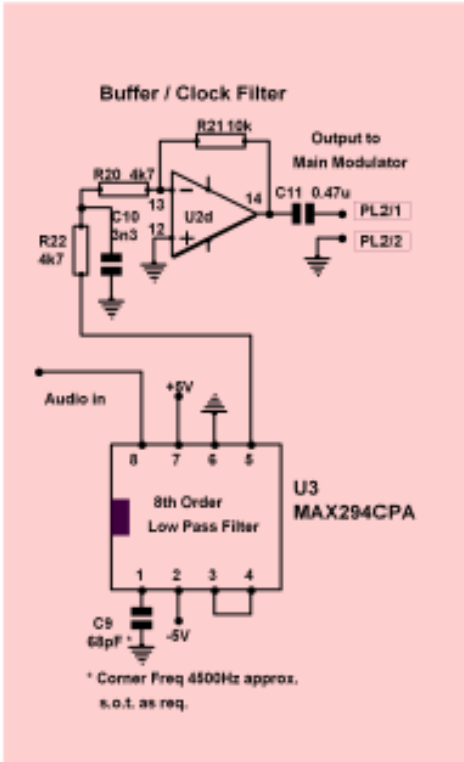 Buffer / Clock Filter
R21 10k
Output to
Main Modulator
R20 4k7
C11 0.47u
13
14
U2d
PL2/1
C10
3n3
12
PL2/2
R22
4k7
+5V
Audio in
8 7 6 5
8th Order
Low Pass Filter
U3
MAX294CPA
1 2 3 4
C9
68pF *
-5V
* Corner Freq 4500Hz approx.
s.o.t. as req.